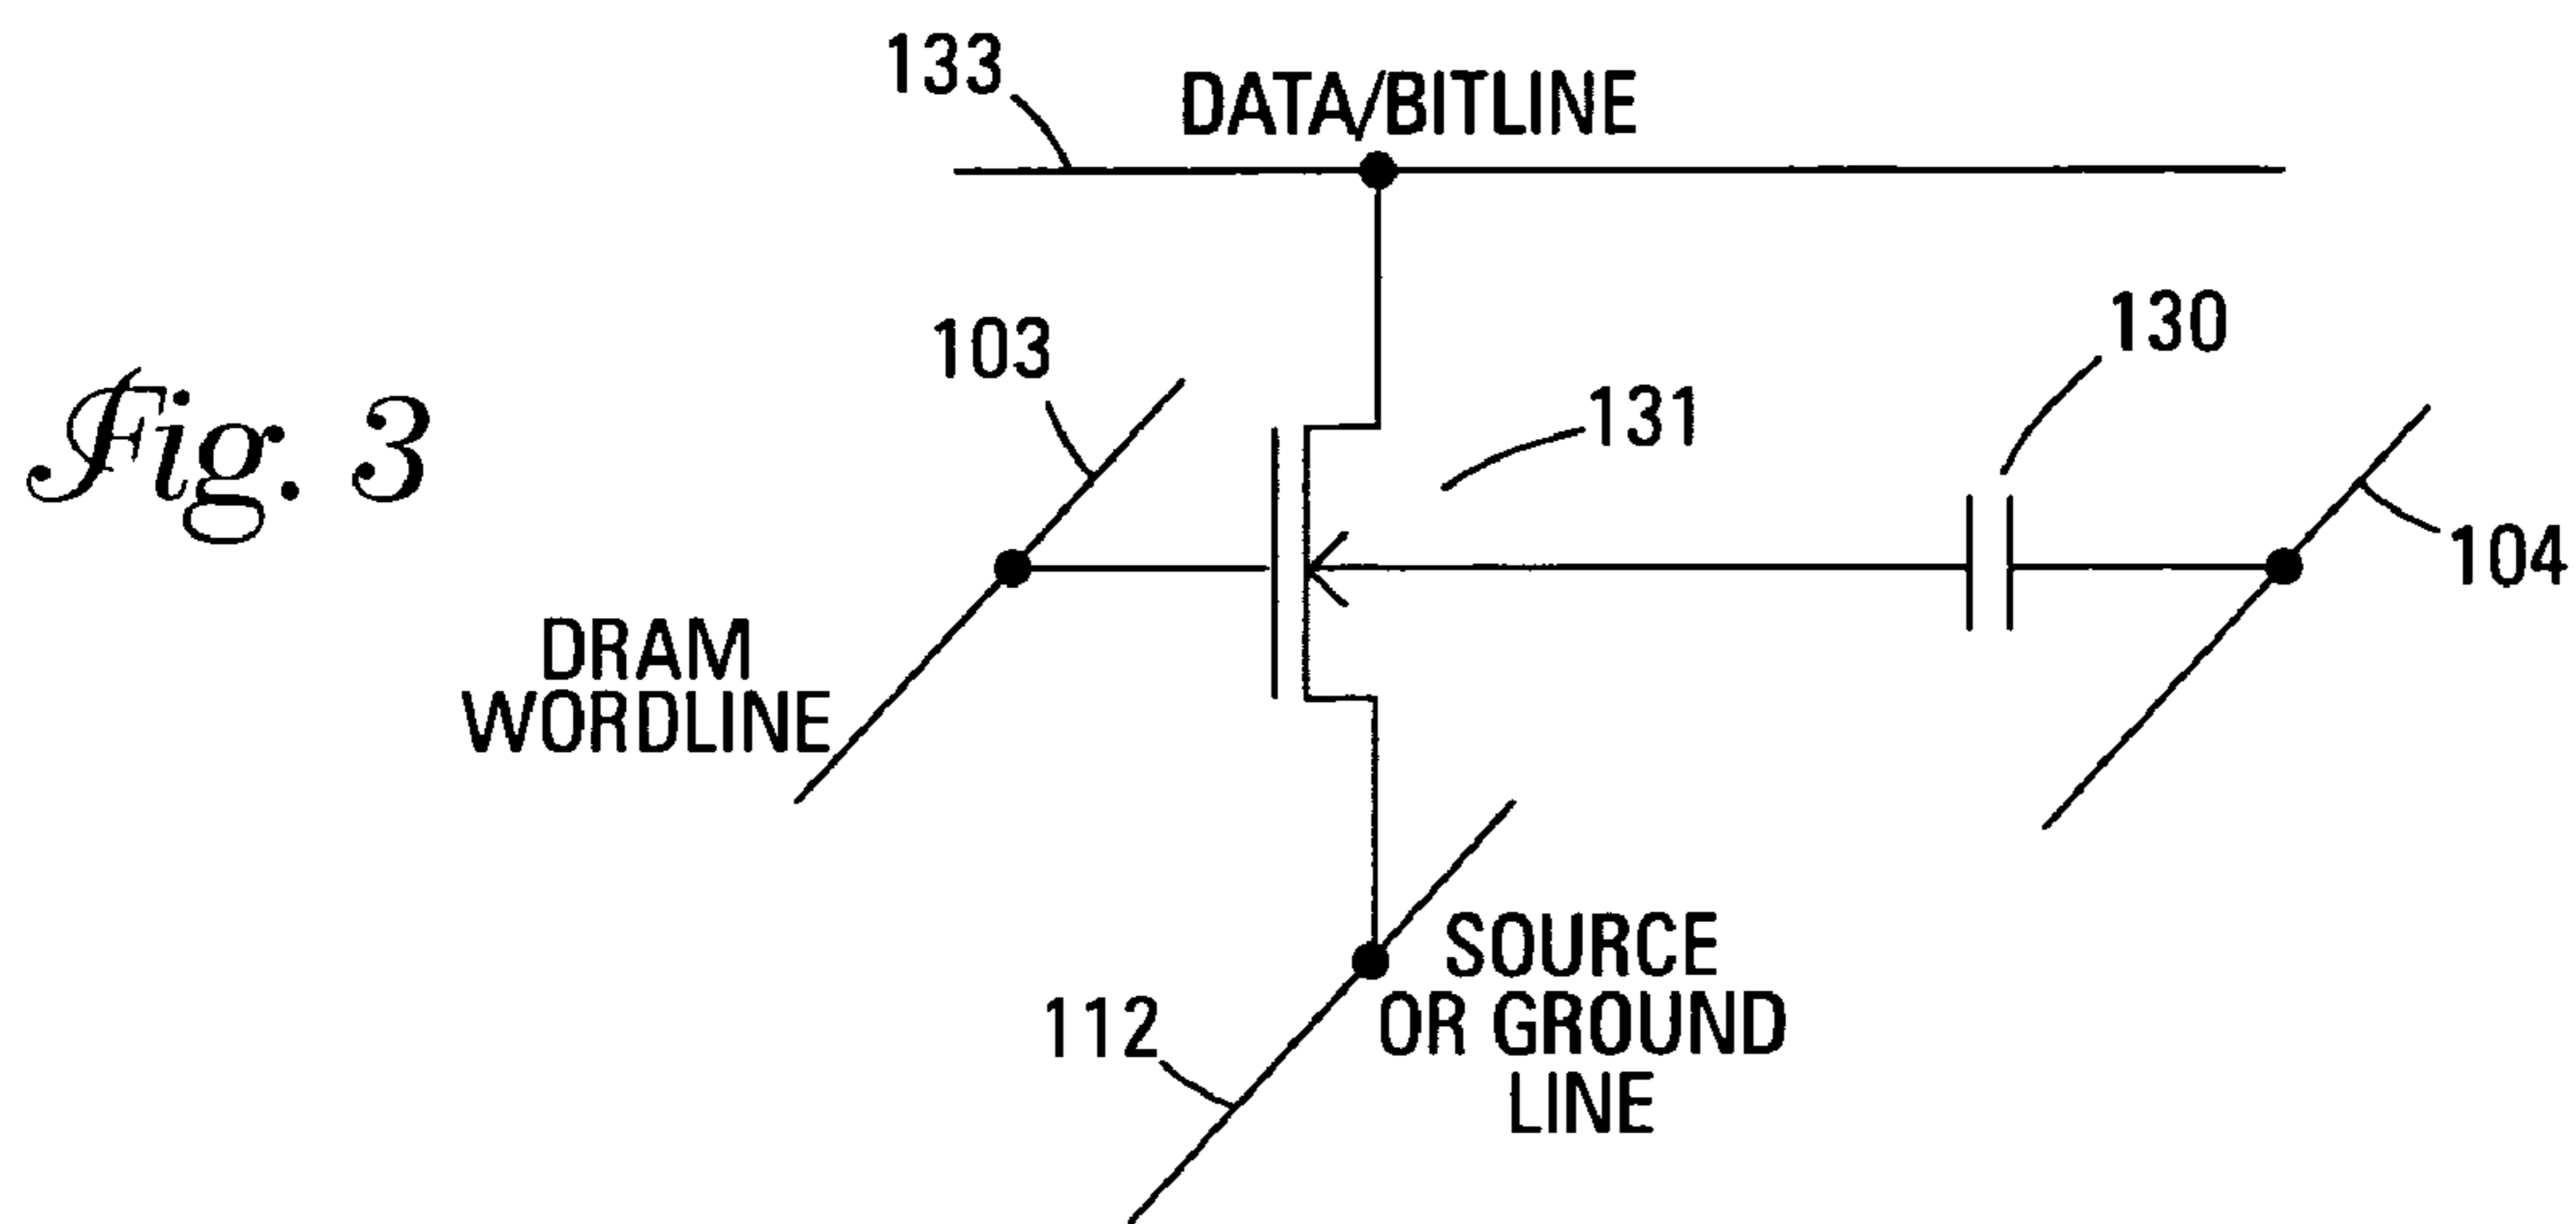 133
DATA/BITLINE
103
130
Fig. 3
131
104
DRAM
WORDLINE
SOURCE
OR GROUND
LINE
112